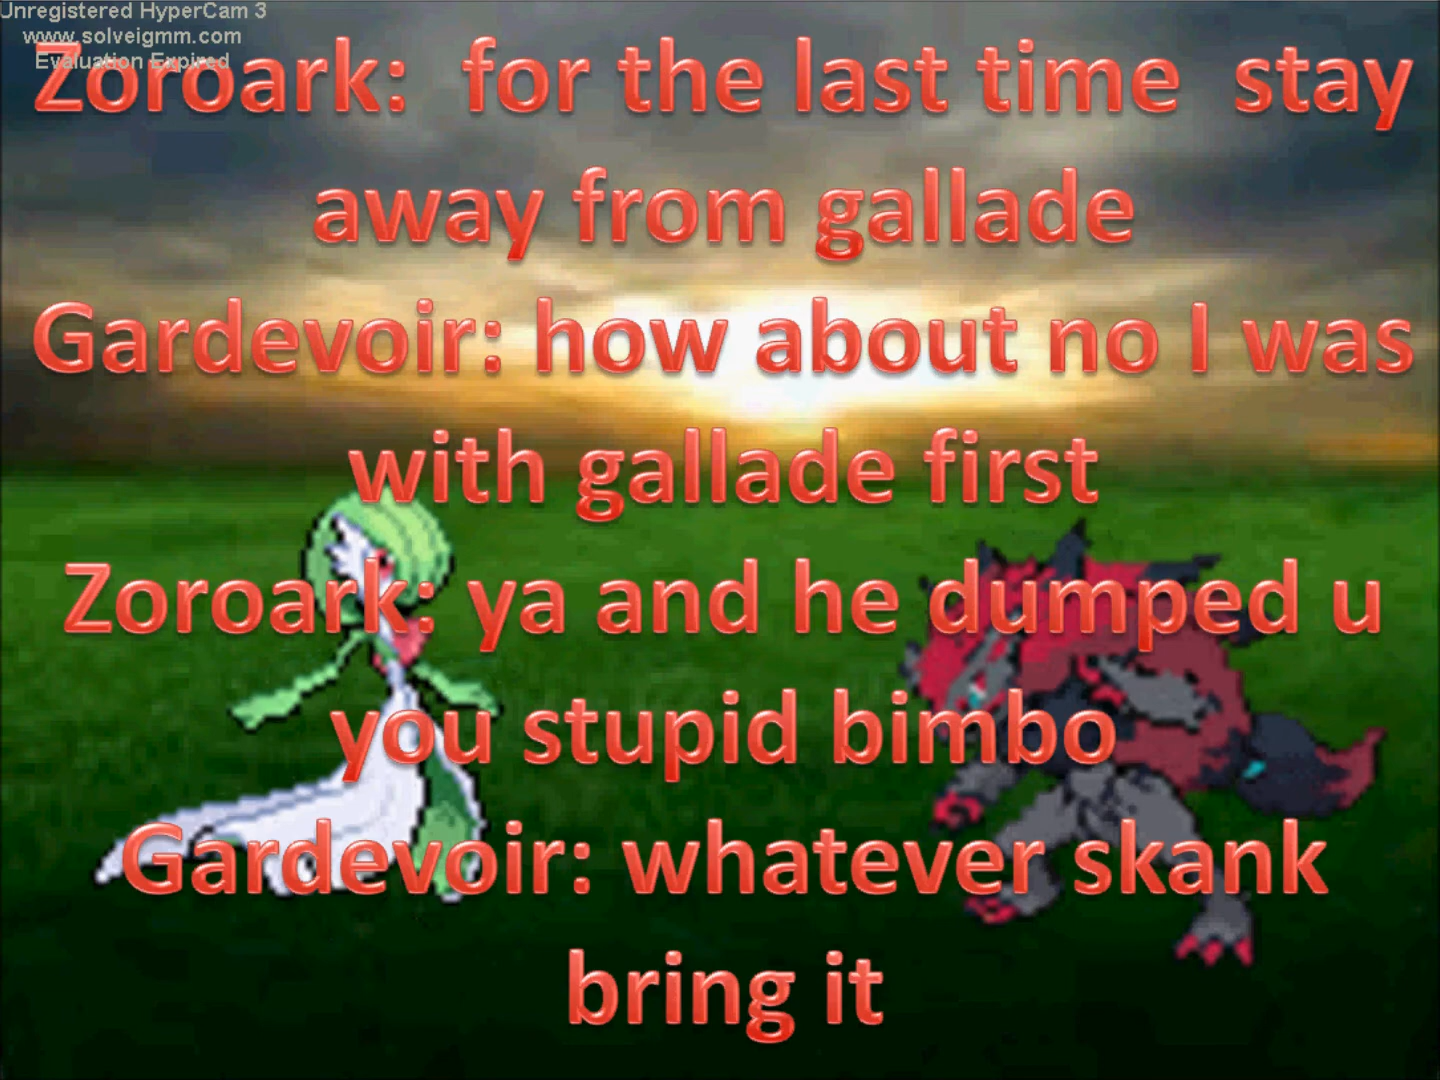 Unregistered HyperCam 3
www.solveigmm.com
Evaluation Expired
Zoroark: for the last time stay
away from gallade
Gardevoir: how about no I was
with gallade first
Zoroark: ya and he dumped u
you stupid bimbo
Gardevoir: whatever skank
bring it